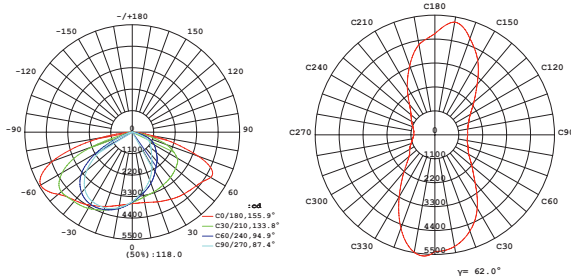 -/+180
-150
150
-120
120
-90
90
0
1100
2200
3300
4400
5500
-60
60
-30
30
0
(50%):118.0
:cd
C0/180,155.9°
C30/210,133.8°
C60/240,94.9°
C90/270,87.4°
C180
C210
C150
C240
C120
C270
C90
0
1100
2200
3300
4400
5500
C300
C60
C330
C30
C0
γ= 62.0°